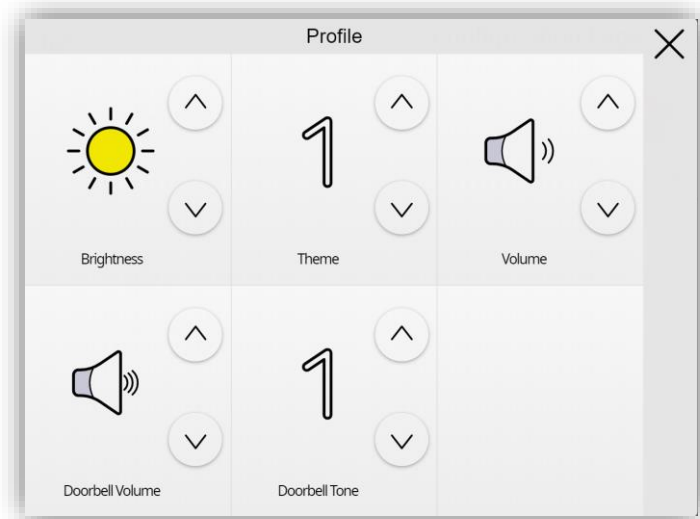 Profile
1
Brightness
Theme
Volume
1
Doorbell Volume
Doorbell Tone